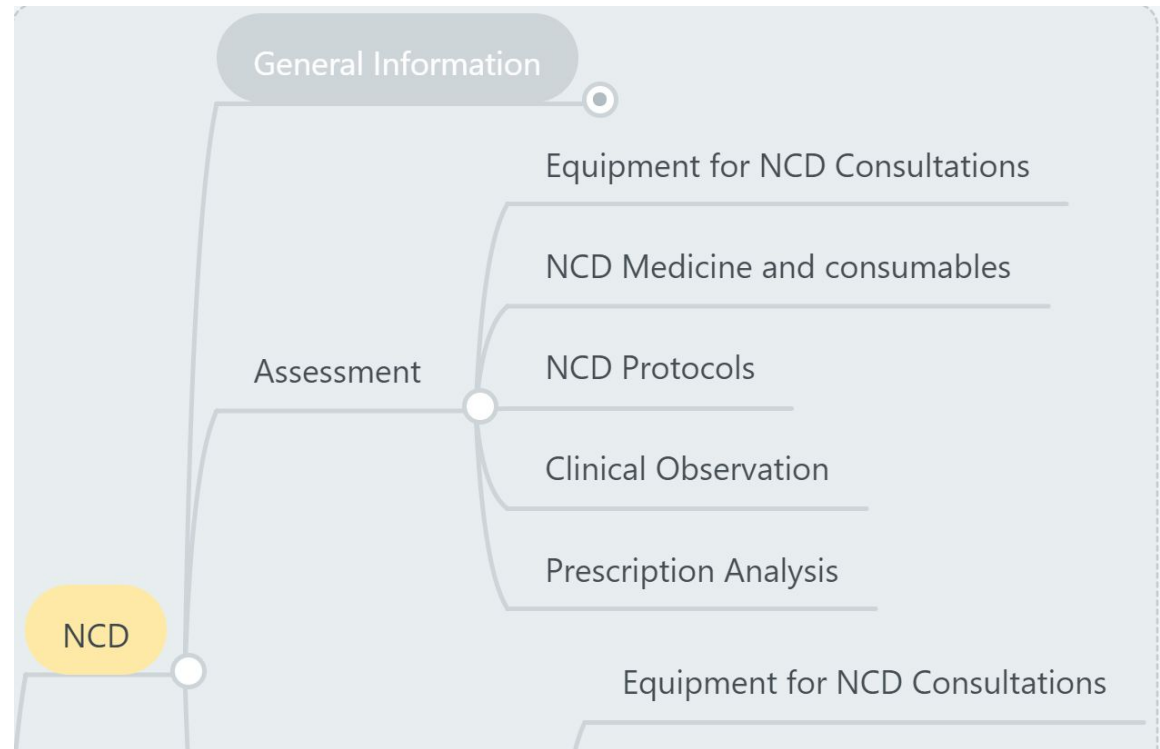 General Information
Equipment for NCD Consultations
NCD Medicine and consumables
Assessment
NCD Protocols
Clinical Observation
Prescription Analysis
NCD
Equipment for NCD Consultations